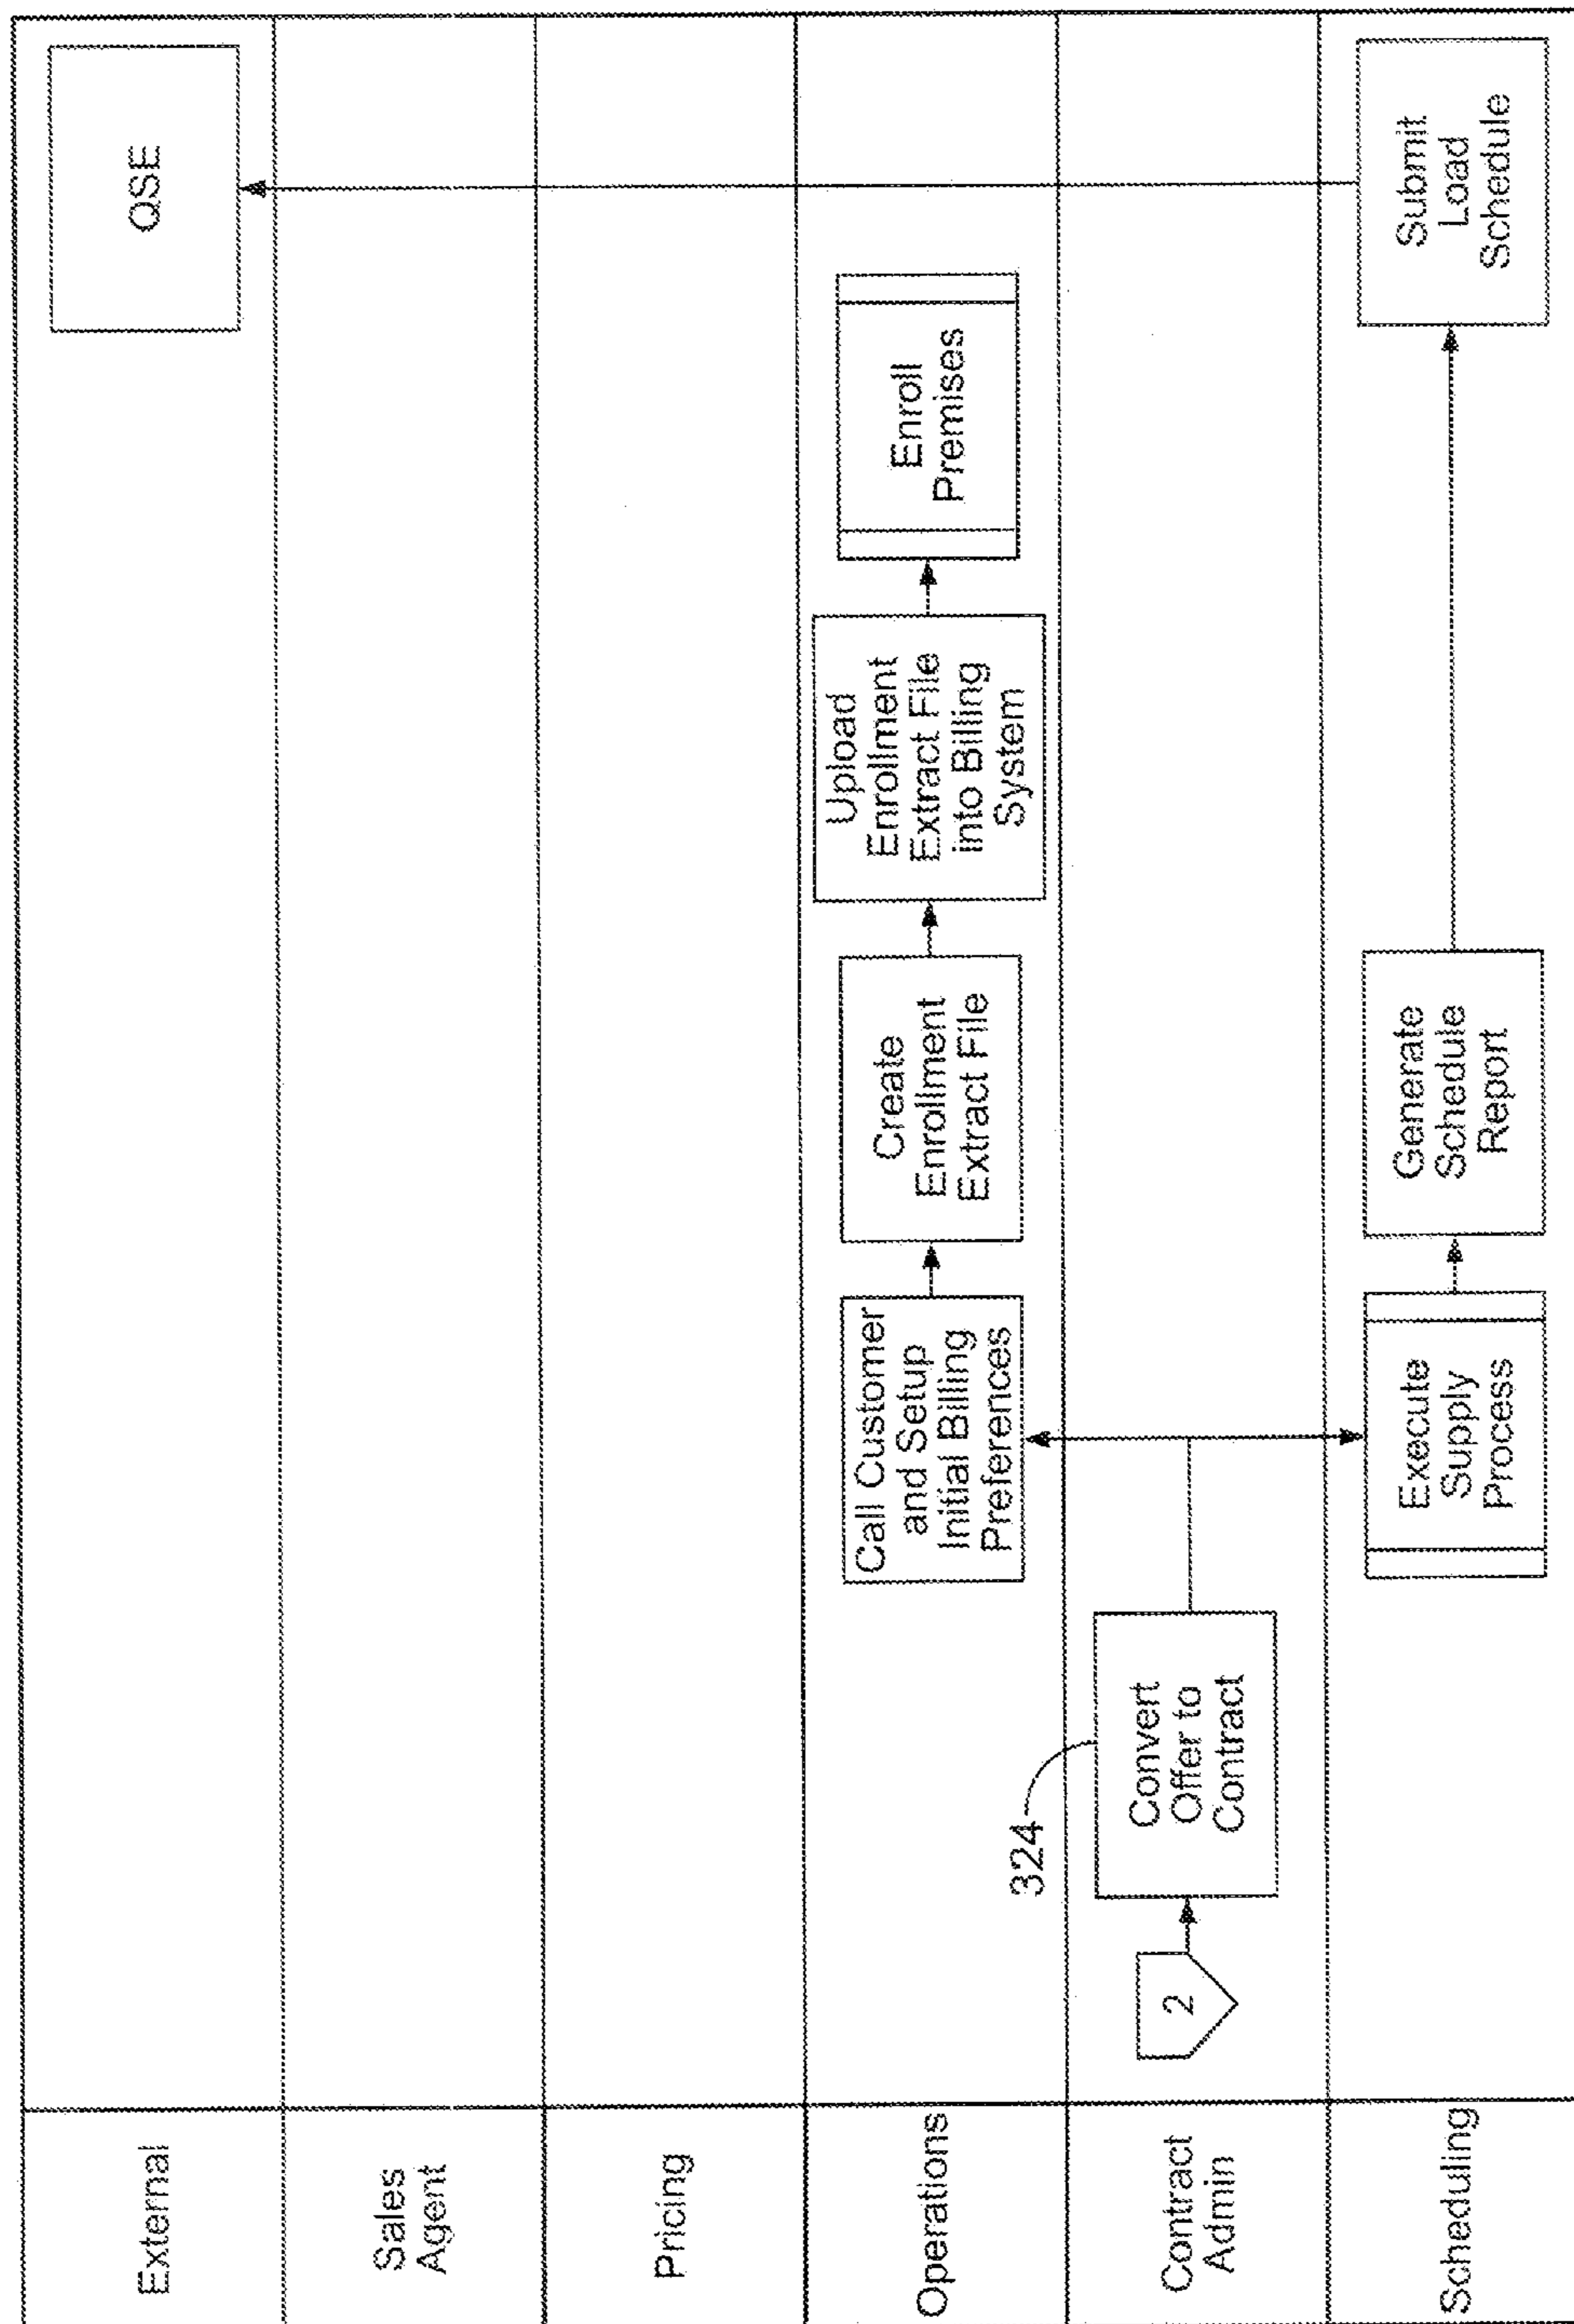 External
QSE
Sales
Agent
Pricing
Operations
Call Customer
and Setup
Initial Billing
Preferences
Create
Enrollment
Extract File
Upload
Enrollment
Extract File
into Billing
System
Enroll
Premises
Contract
Admin
2
324
Convert
Offer to
Contract
Scheduling
Execute
Supply
Process
Generate
Schedule
Report
Submit
Load
Schedule